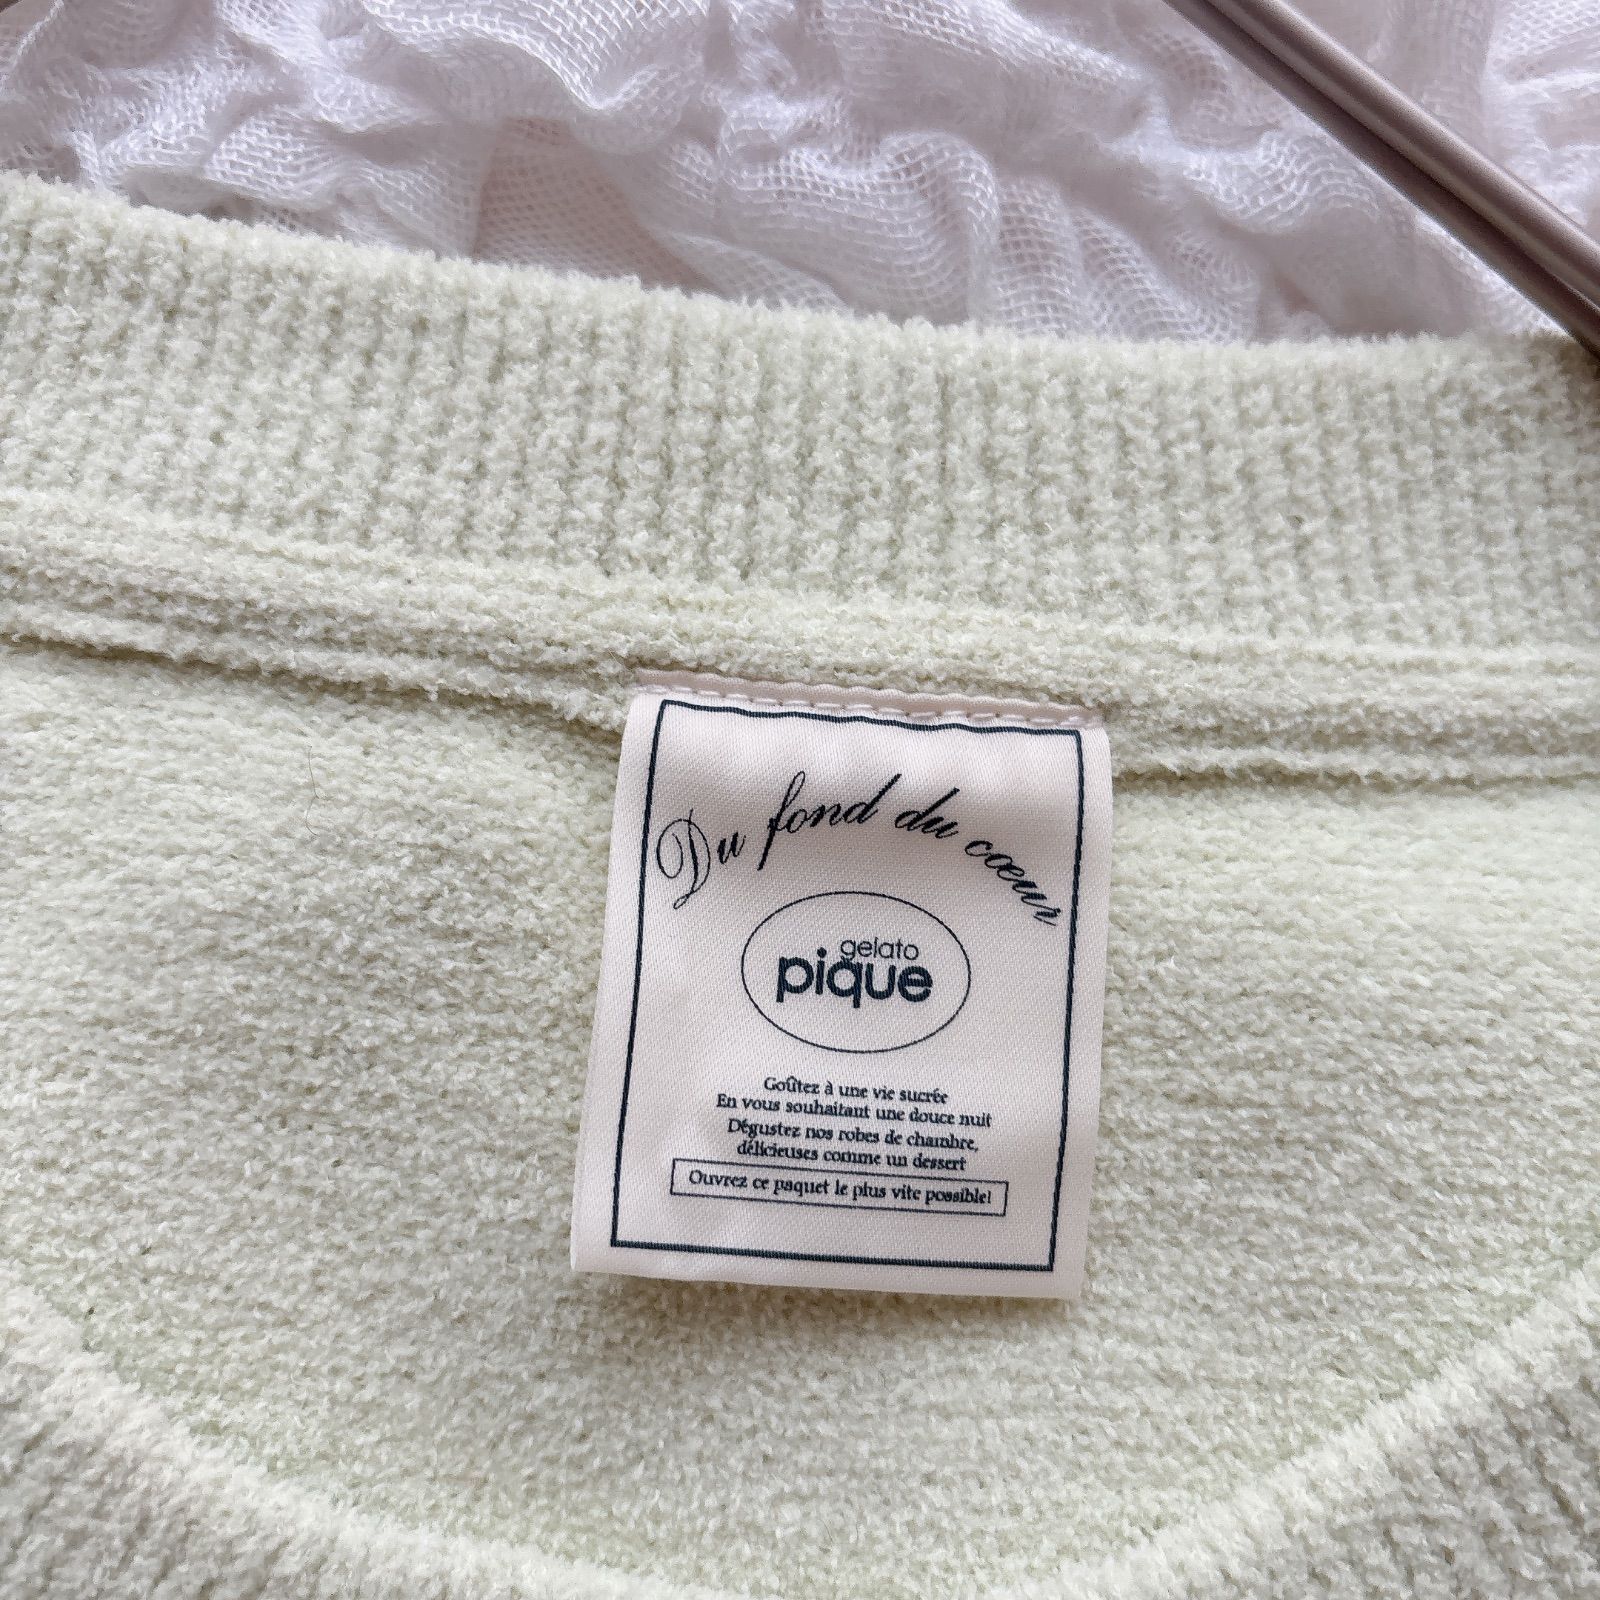 Du fond du cœur
gelato
pique
Goûtez à une vie sucrée
En vous souhaitant une douce nuit
Dégustez nos robes de chambre,
délicieuses comme un dessert
Ouvrez ce paquet le plus vite possible!